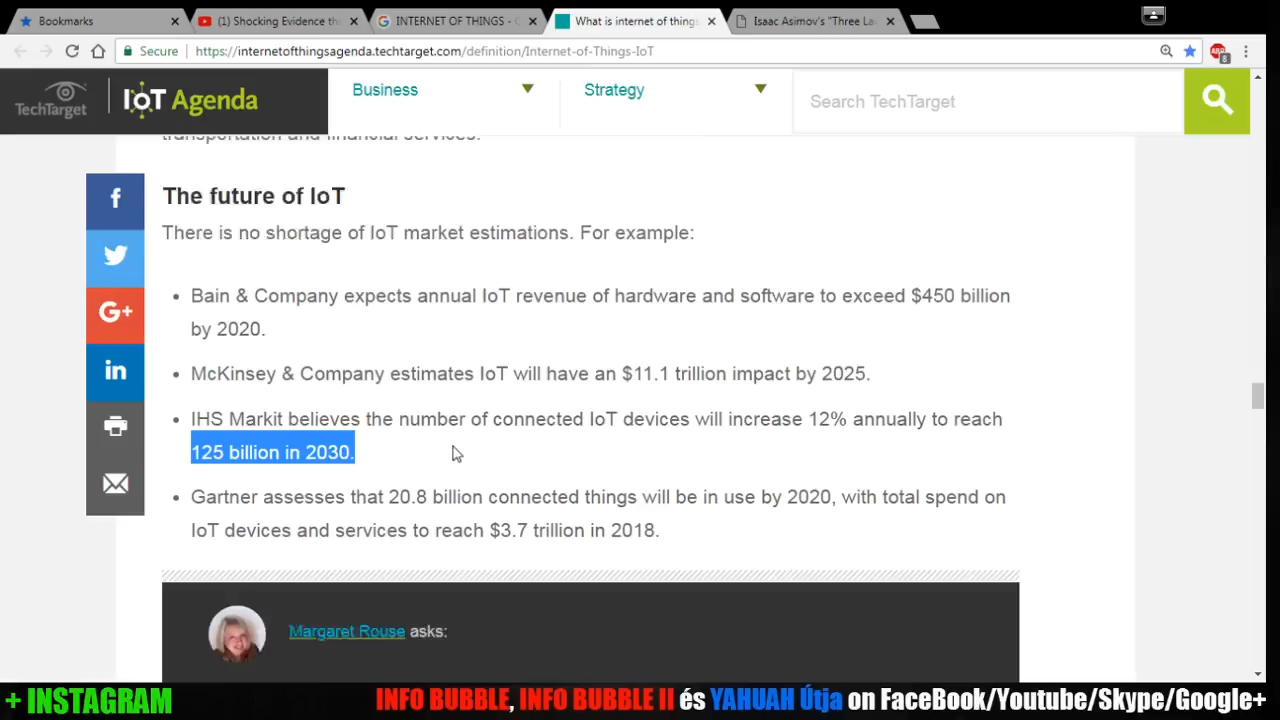 Bookmarks
(1) Shocking Evidence th
INTERNET OF THINGS - G
What is internet of things
Isaac Asimov's "Three La
Secure
https://internetofthingsagenda.techtarget.com/definition/Internet-of-Things-IoT
8
TechTarget
IoT Agenda
Business
Strategy
Search TechTarget
transportation and financial services.
The future of IoT
There is no shortage of IoT market estimations. For example:
• Bain & Company expects annual IoT revenue of hardware and software to exceed $450 billion
by 2020.
• McKinsey & Company estimates IoT will have an $11.1 trillion impact by 2025.
• IHS Markit believes the number of connected IoT devices will increase 12% annually to reach
125 billion in 2030.
• Gartner assesses that 20.8 billion connected things will be in use by 2020, with total spend on
IoT devices and services to reach $3.7 trillion in 2018.
f
G+
in
Margaret Rouse asks:
+ INSTAGRAM
INFO BUBBLE, INFO BUBBLE II és YAHUAH Útja on FaceBook/Youtube/Skype/Google+